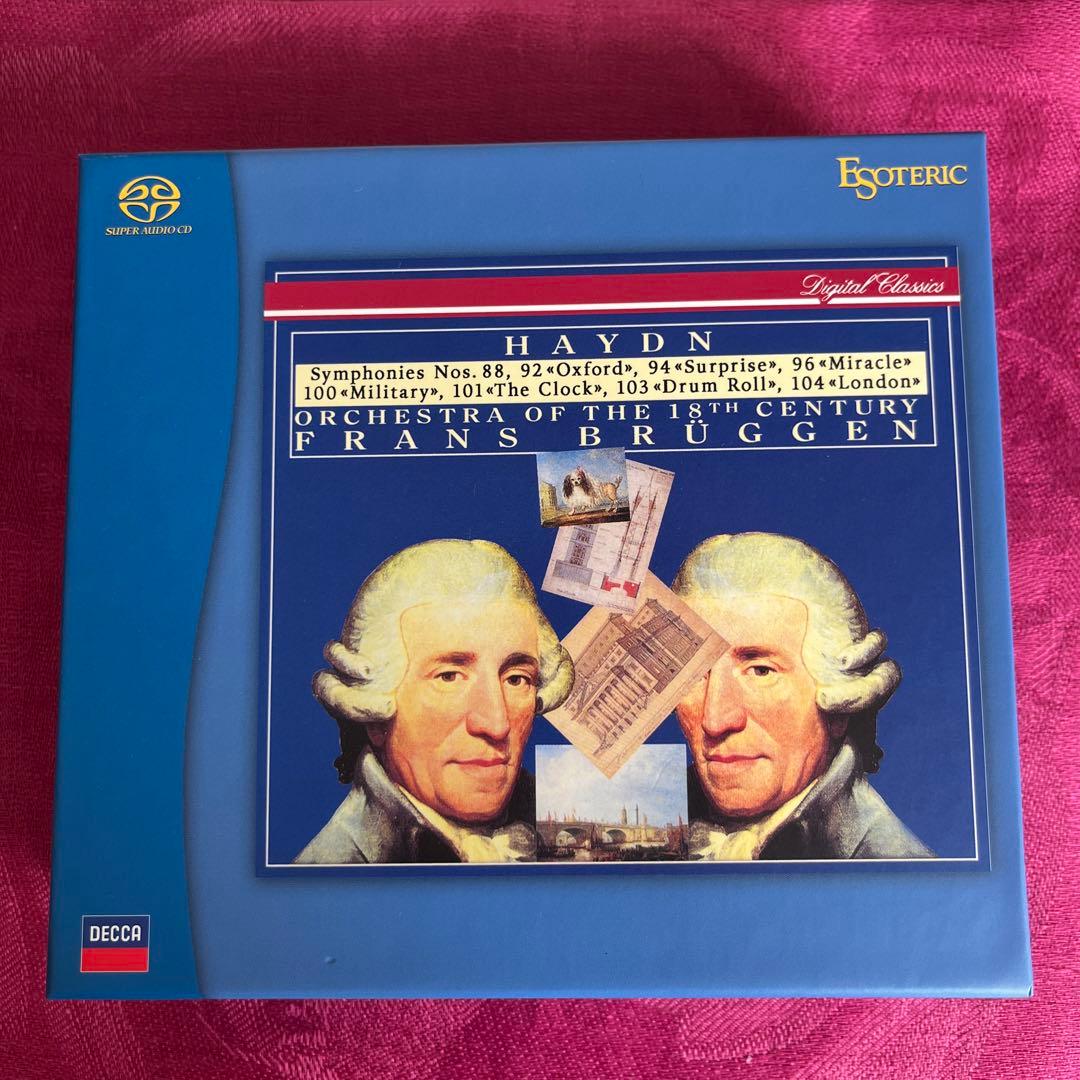 SUPER AUDIO CD
ESOTERIC
Digital Classics
HAYDN
Symphonies Nos. 88, 92 «Oxford», 94 «Surprise», 96 «Miracle»
100 «Military», 101 «The Clock», 103 «Drum Roll», 104 «London»
ORCHESTRA OF THE 18TH CENTURY
FRANS BRÜGGEN
DECCA